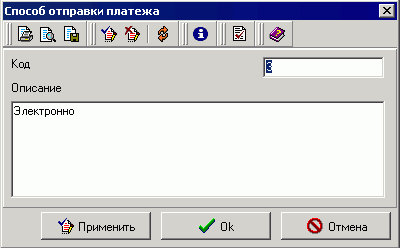 Способ отправки платежа
Код
3
Описание
Электронно
Применить
Ok
Отмена